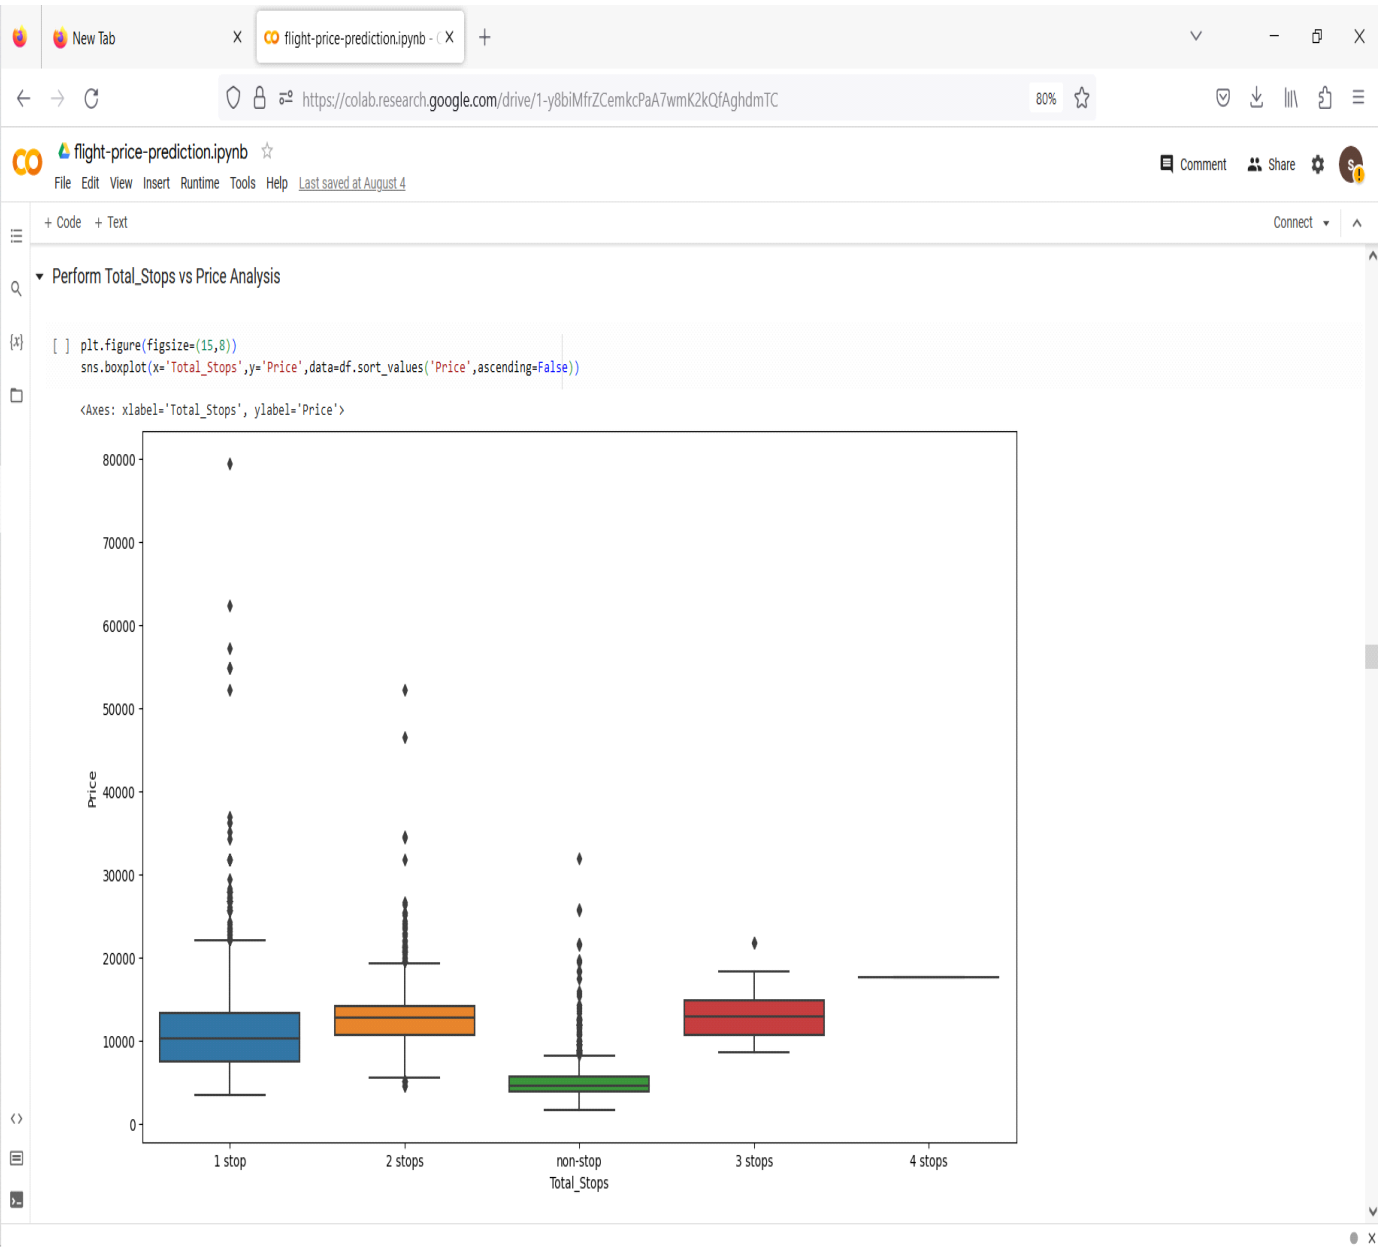 New Tab X flight-price-prediction.ipynb - C X +
https://colab.research.google.com/drive/1-y8biMfrZCemkcPaA7wmK2kQfAghdmTC 80%
flight-price-prediction.ipynb
Comment Share S
File Edit View Insert Runtime Tools Help Last saved at August 4
+ Code + Text Connect
Perform Total_Stops vs Price Analysis
[ ] plt.figure(figsize=(15,8))
sns.boxplot(x='Total_Stops',y='Price',data=df.sort_values('Price',ascending=False))
<Axes: xlabel='Total_Stops', ylabel='Price'>
80000
70000
60000
50000
Price
40000
30000
20000
10000
0
1 stop 2 stops non-stop 3 stops 4 stops
Total_Stops